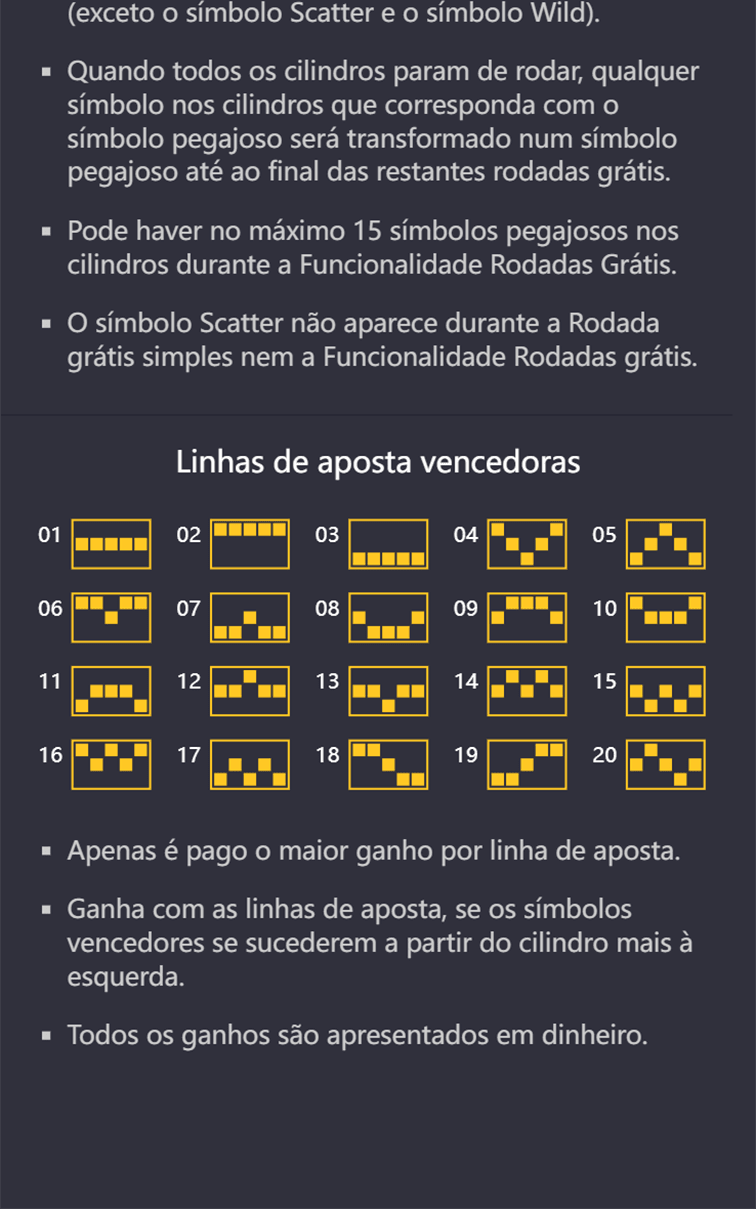 (exceto o símbolo Scatter e o símbolo Wild).
Quando todos os cilindros param de rodar, qualquer
símbolo nos cilindros que corresponda com o
símbolo pegajoso será transformado num símbolo
pegajoso até ao final das restantes rodadas grátis.
Pode haver no máximo 15 símbolos pegajosos nos
cilindros durante a Funcionalidade Rodadas Grátis.
O símbolo Scatter não aparece durante a Rodada
grátis simples nem a Funcionalidade Rodadas grátis.
Linhas de aposta vencedoras
01 02 03 04 05
06 07 08 09 10
11 12 13 14 15
16 17 18 19 20
Apenas é pago o maior ganho por linha de aposta.
Ganha com as linhas de aposta, se os símbolos
vencedores se sucederem a partir do cilindro mais à
esquerda.
Todos os ganhos são apresentados em dinheiro.